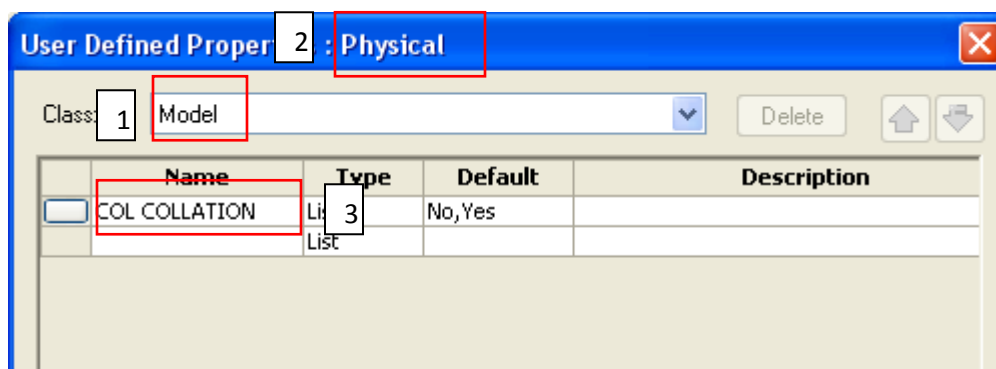 User Defined Proper 2 : Physical
Class: 1 Model Delete
Name Type Default Description
COL COLLATION Li 3 No,Yes
List